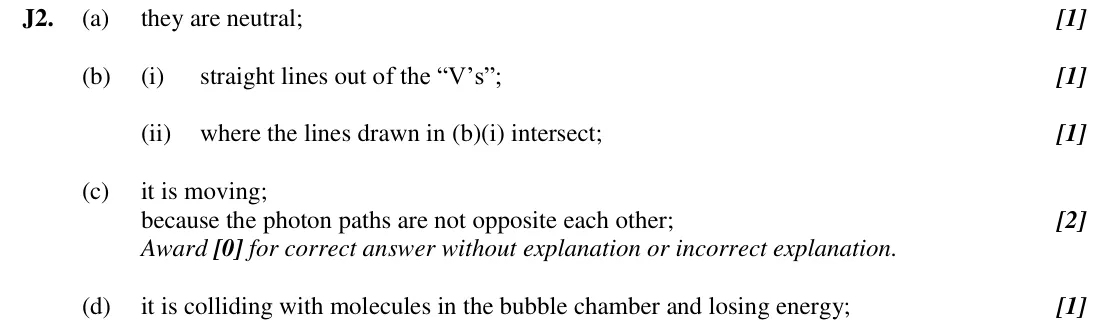 J2. (a) they are neutral; [1]
(b) (i) straight lines out of the “V’s”; [1]
(ii) where the lines drawn in (b)(i) intersect; [1]
(c) it is moving;
because the photon paths are not opposite each other; [2]
Award [0] for correct answer without explanation or incorrect explanation.
(d) it is colliding with molecules in the bubble chamber and losing energy; [1]